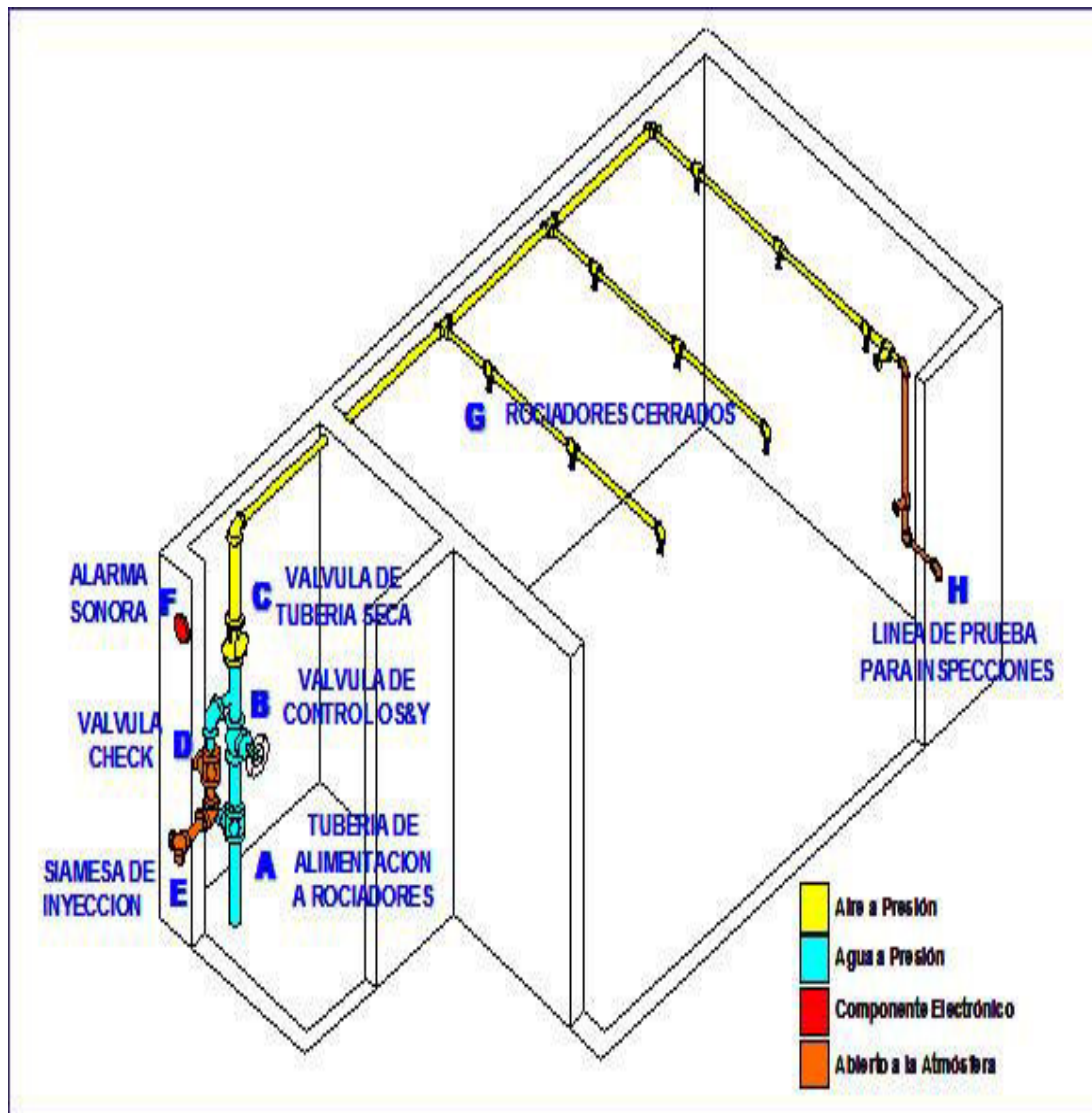 G ROCIADORES CERRADOS
ALARMA
SONORA
F
C
VALVULA DE
TUBERIA SECA
H
LINEA DE PRUEBA
PARA INSPECCIONES
B
VALVULA DE
CONTROL OS&Y
VALVULA
CHECK
D
A
TUBERIA DE
ALIMENTACION
A ROCIADORES
SIAMESA DE
INYECCION
E
Aire a Presión
Agua a Presión
Componente Electrónico
Abierto a la Atmósfera